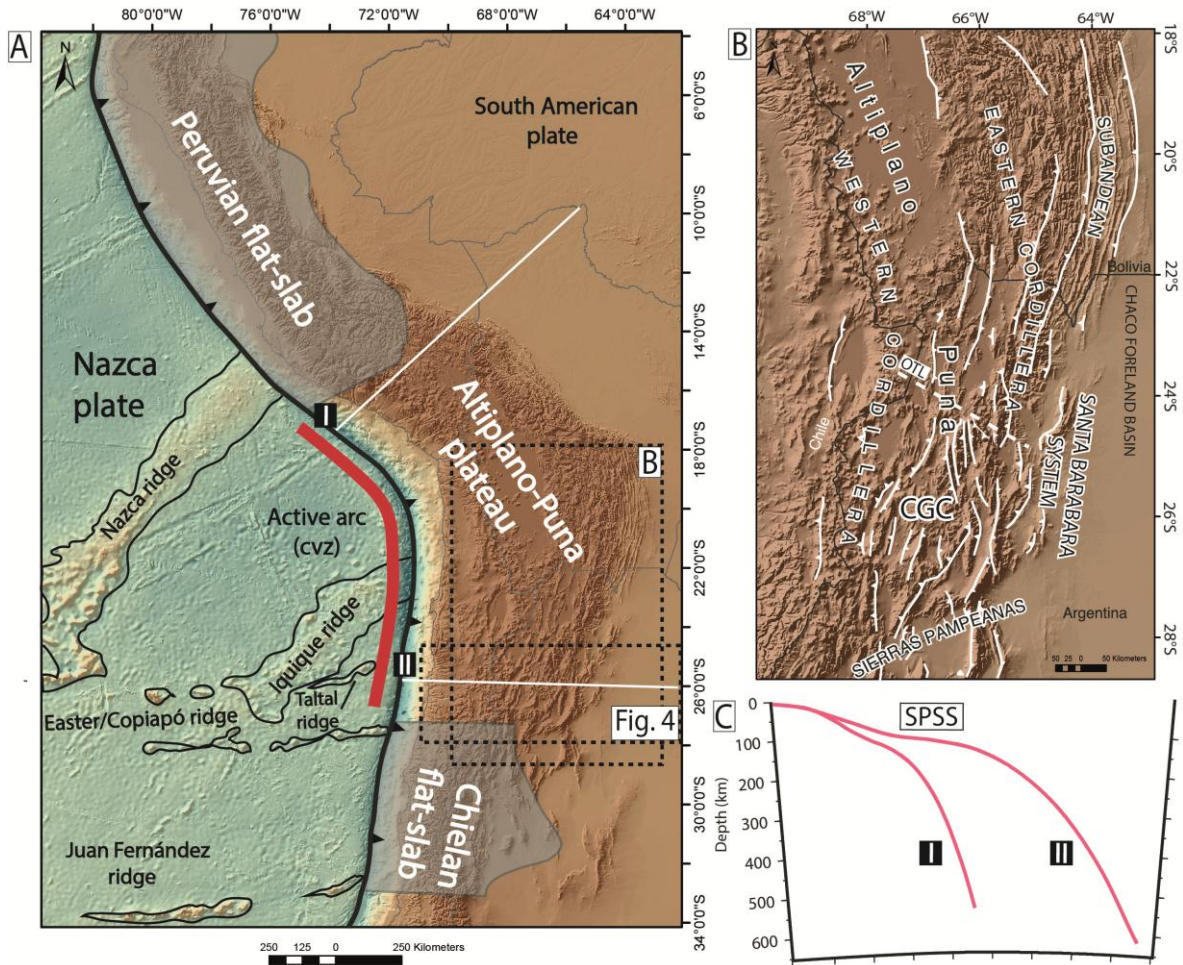 A
80°0'0"W 76°0'0"W 72°0'0"W 68°0'0"W 64°0'0"W
N
South American
plate
Peruvian flat-slab
Nazca
plate
Nazca ridge
I
Altiplano-Puna
plateau
B
Active arc
(cvz)
Iquique ridge
II
Taltal
ridge
Easter/Copiapó ridge
Fig. 4
Chielan
flat-slab
Juan Fernández
ridge
6°0'0"S
10°0'0"S
14°0'0"S
18°0'0"S
22°0'0"S
26°0'0"S
30°0'0"S
34°0'0"S
250 125 0 250 Kilometers
B
68°W 66°W 64°W
18°S
20°S
22°S
24°S
26°S
28°S
Altiplano
WESTERN CORDILLERA
EASTERN CORDILLERA
SUBANDEAN
Bolivia
CHACO FORELAND BASIN
OTL
Puna
Chile
SANTA BARABARA
SYSTEM
CGC
Argentina
SIERRAS PAMPEANAS
50 25 0 50 Kilometers
C
SPSS
Depth (km)
0
100
200
300
400
500
600
I
II